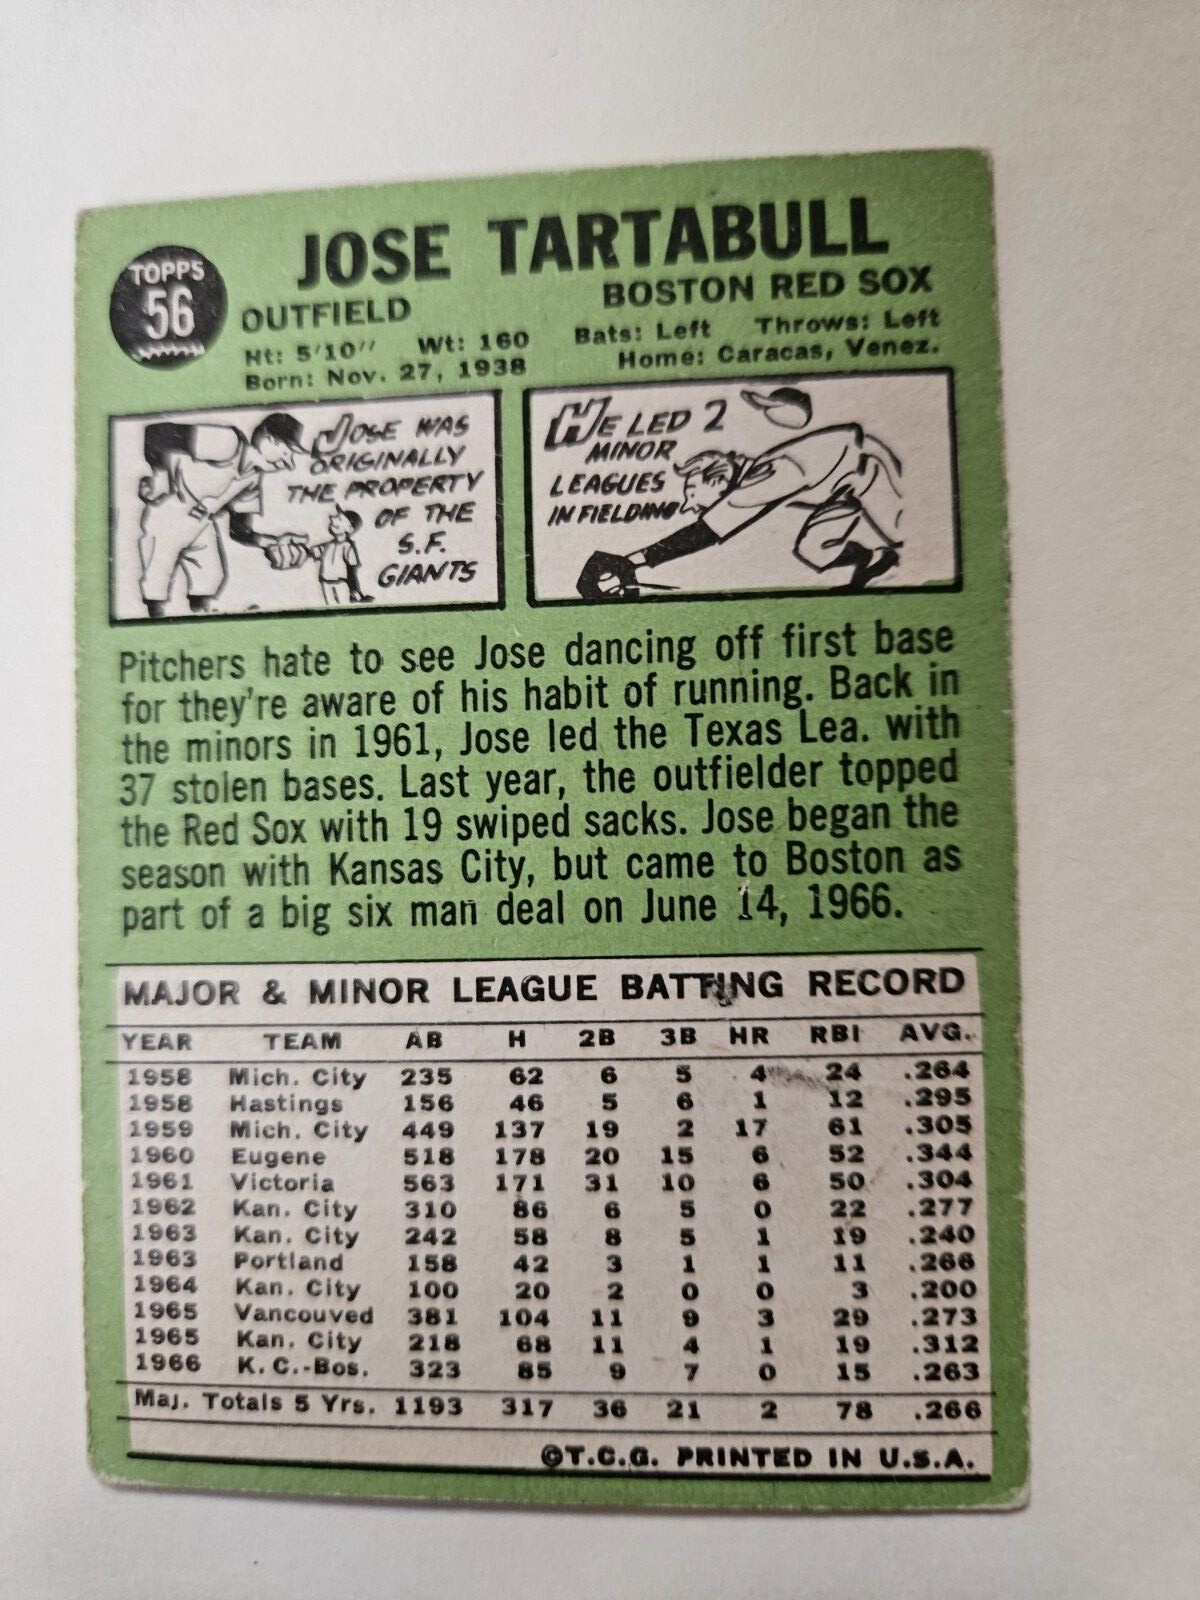 TOPPS
56
JOSE TARTABULL
OUTFIELD BOSTON RED SOX
Ht: 5'10" Wt: 160 Bats: Left Throws: Left
Born: Nov. 27, 1938 Home: Caracas, Venez.
JOSE WAS
ORIGINALLY
THE PROPERTY
OF THE
S.F.
GIANTS
HE LED 2
MINOR
LEAGUES
IN FIELDING
Pitchers hate to see Jose dancing off first base
for they're aware of his habit of running. Back in
the minors in 1961, Jose led the Texas Lea. with
37 stolen bases. Last year, the outfielder topped
the Red Sox with 19 swiped sacks. Jose began the
season with Kansas City, but came to Boston as
part of a big six man deal on June 14, 1966.
MAJOR & MINOR LEAGUE BATTING RECORD
YEAR TEAM AB H 2B 3B HR RBI AVG.
1958 Mich. City 235 62 6 5 4 24 .264
1958 Hastings 156 46 5 6 1 12 .295
1959 Mich. City 449 137 19 2 17 61 .305
1960 Eugene 518 178 20 15 6 52 .344
1961 Victoria 563 171 31 10 6 50 .304
1962 Kan. City 310 86 6 5 0 22 .277
1963 Kan. City 242 58 8 5 1 19 .240
1963 Portland 158 42 3 1 1 11 .266
1964 Kan. City 100 20 2 0 0 3 .200
1965 Vancouved 381 104 11 9 3 29 .273
1965 Kan. City 218 68 11 4 1 19 .312
1966 K. C.-Bos. 323 85 9 7 0 15 .263
Maj. Totals 5 Yrs. 1193 317 36 21 2 78 .266
©T.C.G. PRINTED IN U.S.A.